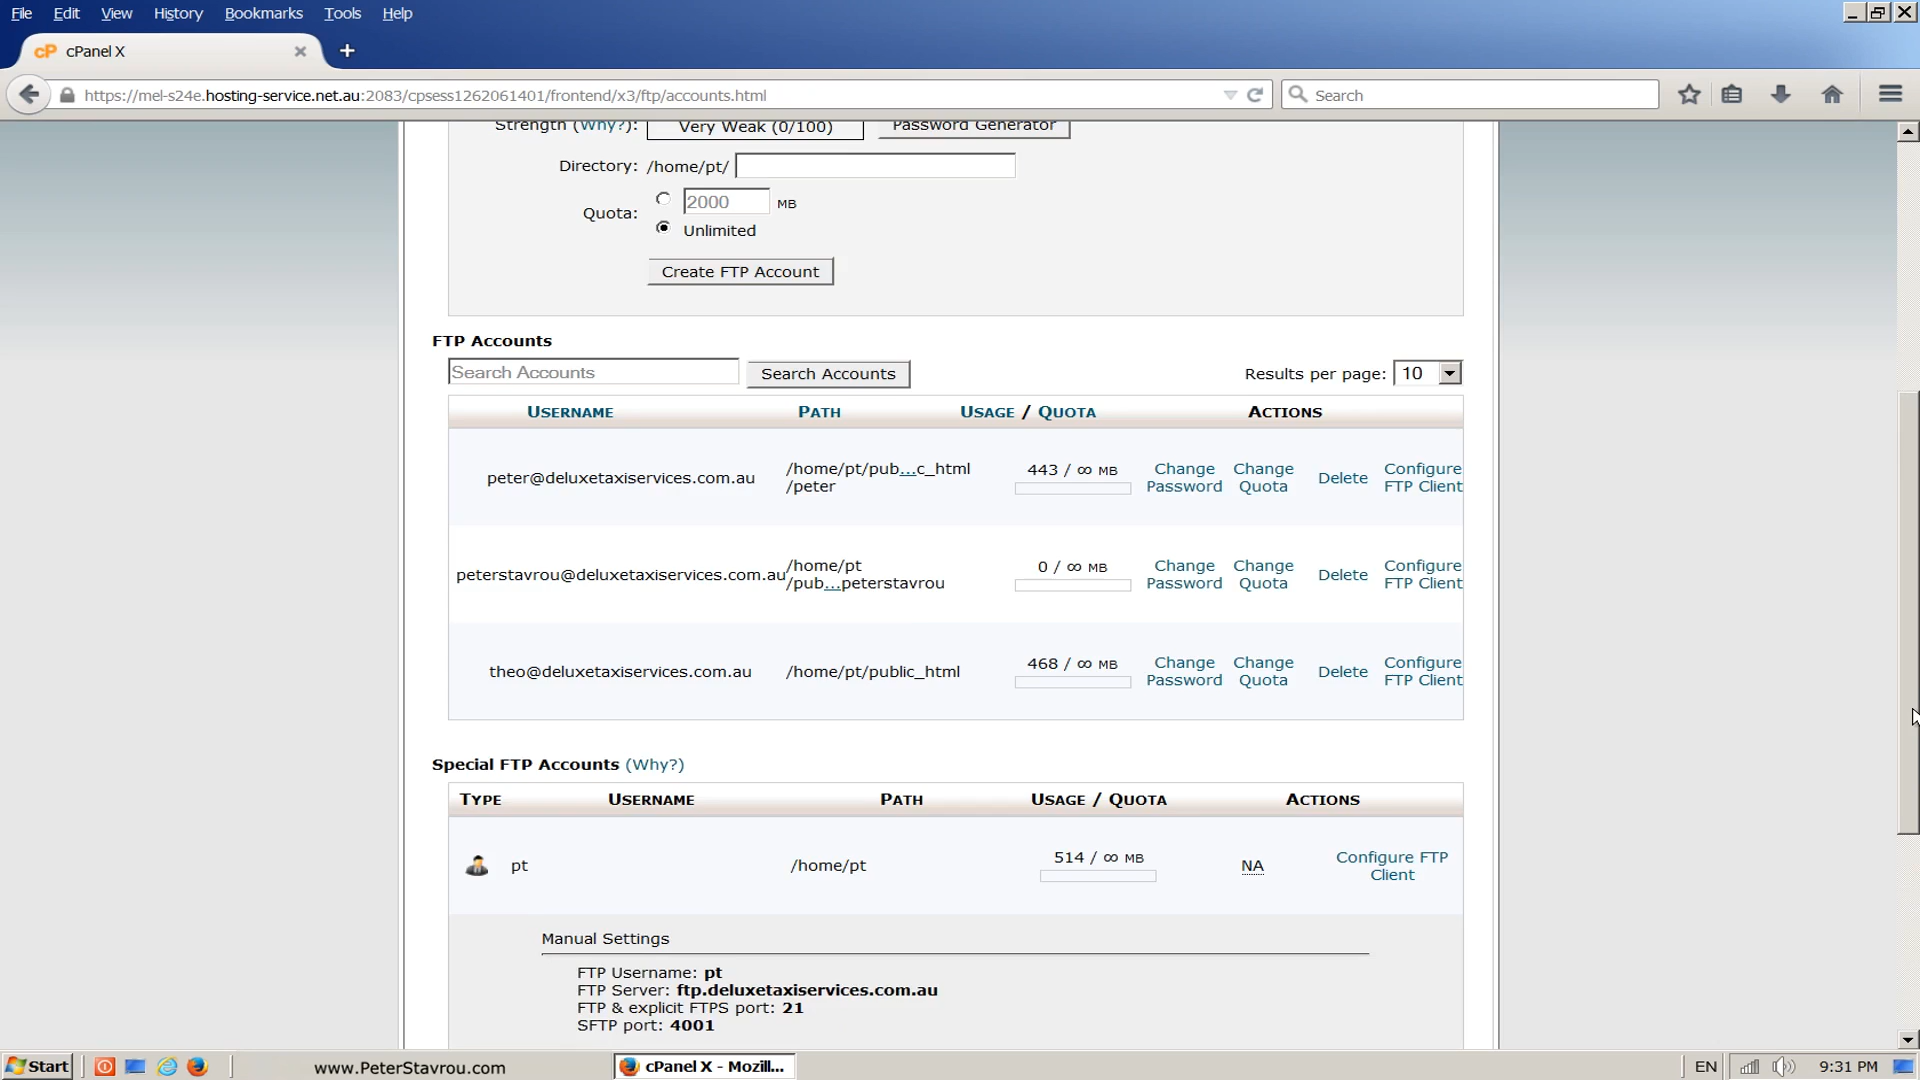 File Edit View History Bookmarks Tools Help
cP cPanel X
https://mel-s24e.hosting-service.net.au:2083/cpsess1262061401/frontend/x3/ftp/accounts.html Search
Strength (Why?): Very Weak (0/100) Password Generator
Directory: /home/pt/
2000 MB
Quota:
Unlimited
Create FTP Account
FTP Accounts
Search Accounts Search Accounts Results per page: 10
USERNAME PATH USAGE / QUOTA ACTIONS
peter@deluxetaxiservices.com.au /home/pt/pub...c_html /peter 443 / ∞ MB Change Password Change Quota Delete Configure FTP Client
peterstavrou@deluxetaxiservices.com.au /home/pt /pub...peterstavrou 0 / ∞ MB Change Password Change Quota Delete Configure FTP Client
theo@deluxetaxiservices.com.au /home/pt/public_html 468 / ∞ MB Change Password Change Quota Delete Configure FTP Client
Special FTP Accounts (Why?)
TYPE USERNAME PATH USAGE / QUOTA ACTIONS
pt /home/pt 514 / ∞ MB NA Configure FTP Client
Manual Settings
FTP Username: pt
FTP Server: ftp.deluxetaxiservices.com.au
FTP & explicit FTPS port: 21
SFTP port: 4001
Start www.PeterStavrou.com cPanel X - Mozill... EN 9:31 PM